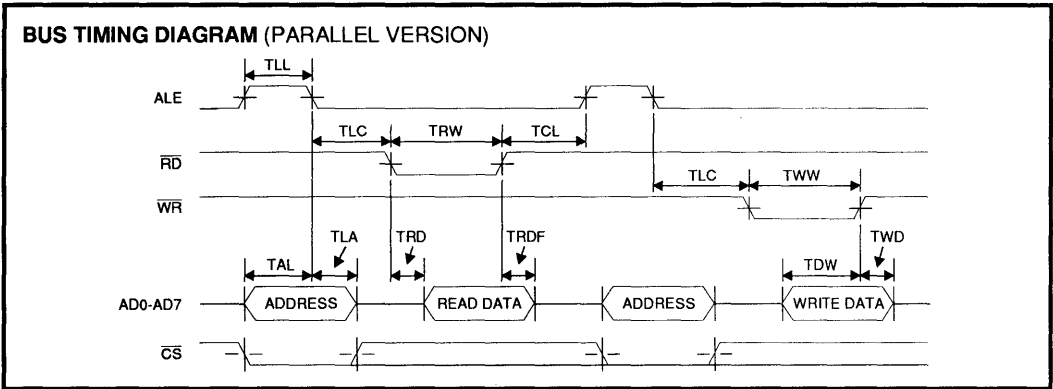 BUS TIMING DIAGRAM (PARALLEL VERSION)
TLL
ALE
TLC TRW TCL
RD
TLC TWW
WR
TLA TRD TRDF TWD
TAL TDW
AD0-AD7 ADDRESS READ DATA ADDRESS WRITE DATA
CS